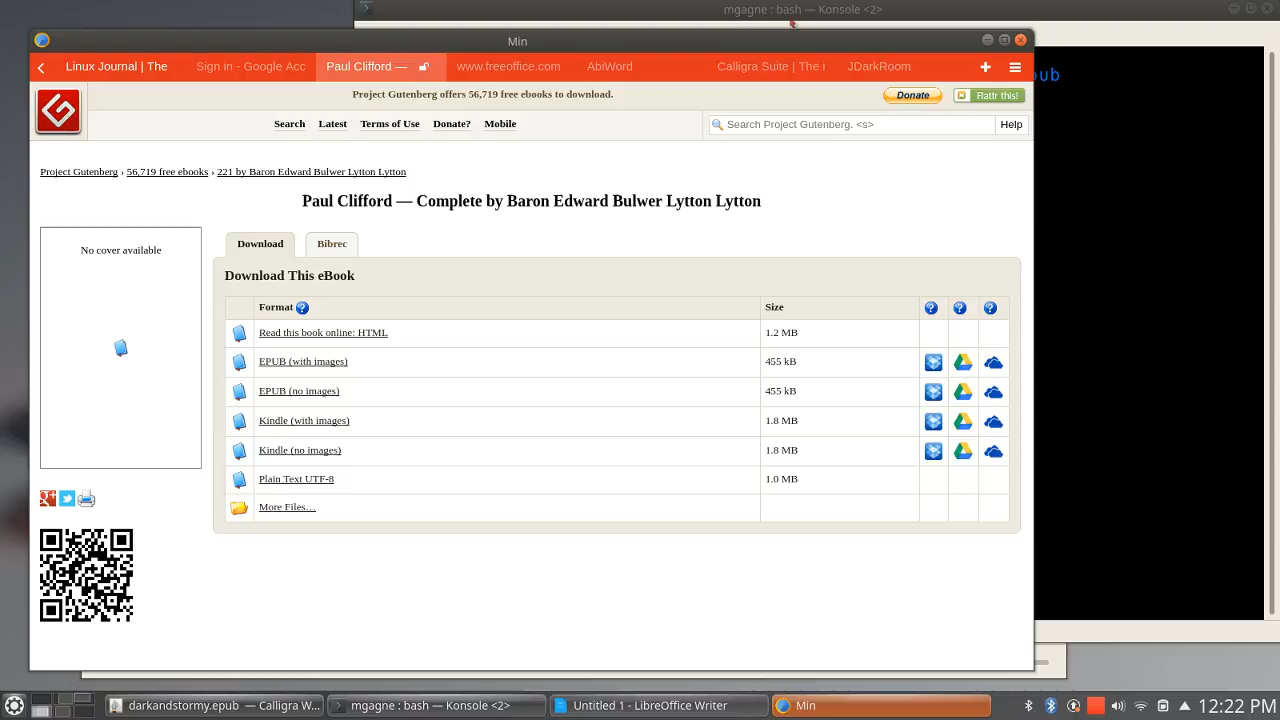 mgagne : bash — Konsole <2>
Min
Linux Journal | The
Sign in - Google Acc
Paul Clifford —
www.freeoffice.com
AbiWord
Calligra Suite | The i
JDarkRoom
Project Gutenberg offers 56,719 free ebooks to download.
Donate
Flattr this!
Search
Latest
Terms of Use
Donate?
Mobile
Search Project Gutenberg. <s>
Help
Project Gutenberg › 56,719 free ebooks › 221 by Baron Edward Bulwer Lytton Lytton
Paul Clifford — Complete by Baron Edward Bulwer Lytton Lytton
No cover available
Download
Bibrec
Download This eBook
Format ? Size ? ? ?
Read this book online: HTML 1.2 MB
EPUB (with images) 455 kB
EPUB (no images) 455 kB
Kindle (with images) 1.8 MB
Kindle (no images) 1.8 MB
Plain Text UTF-8 1.0 MB
More Files…
g+
darkandstormy.epub — Calligra W...
mgagne : bash — Konsole <2>
Untitled 1 - LibreOffice Writer
Min
12:22 PM